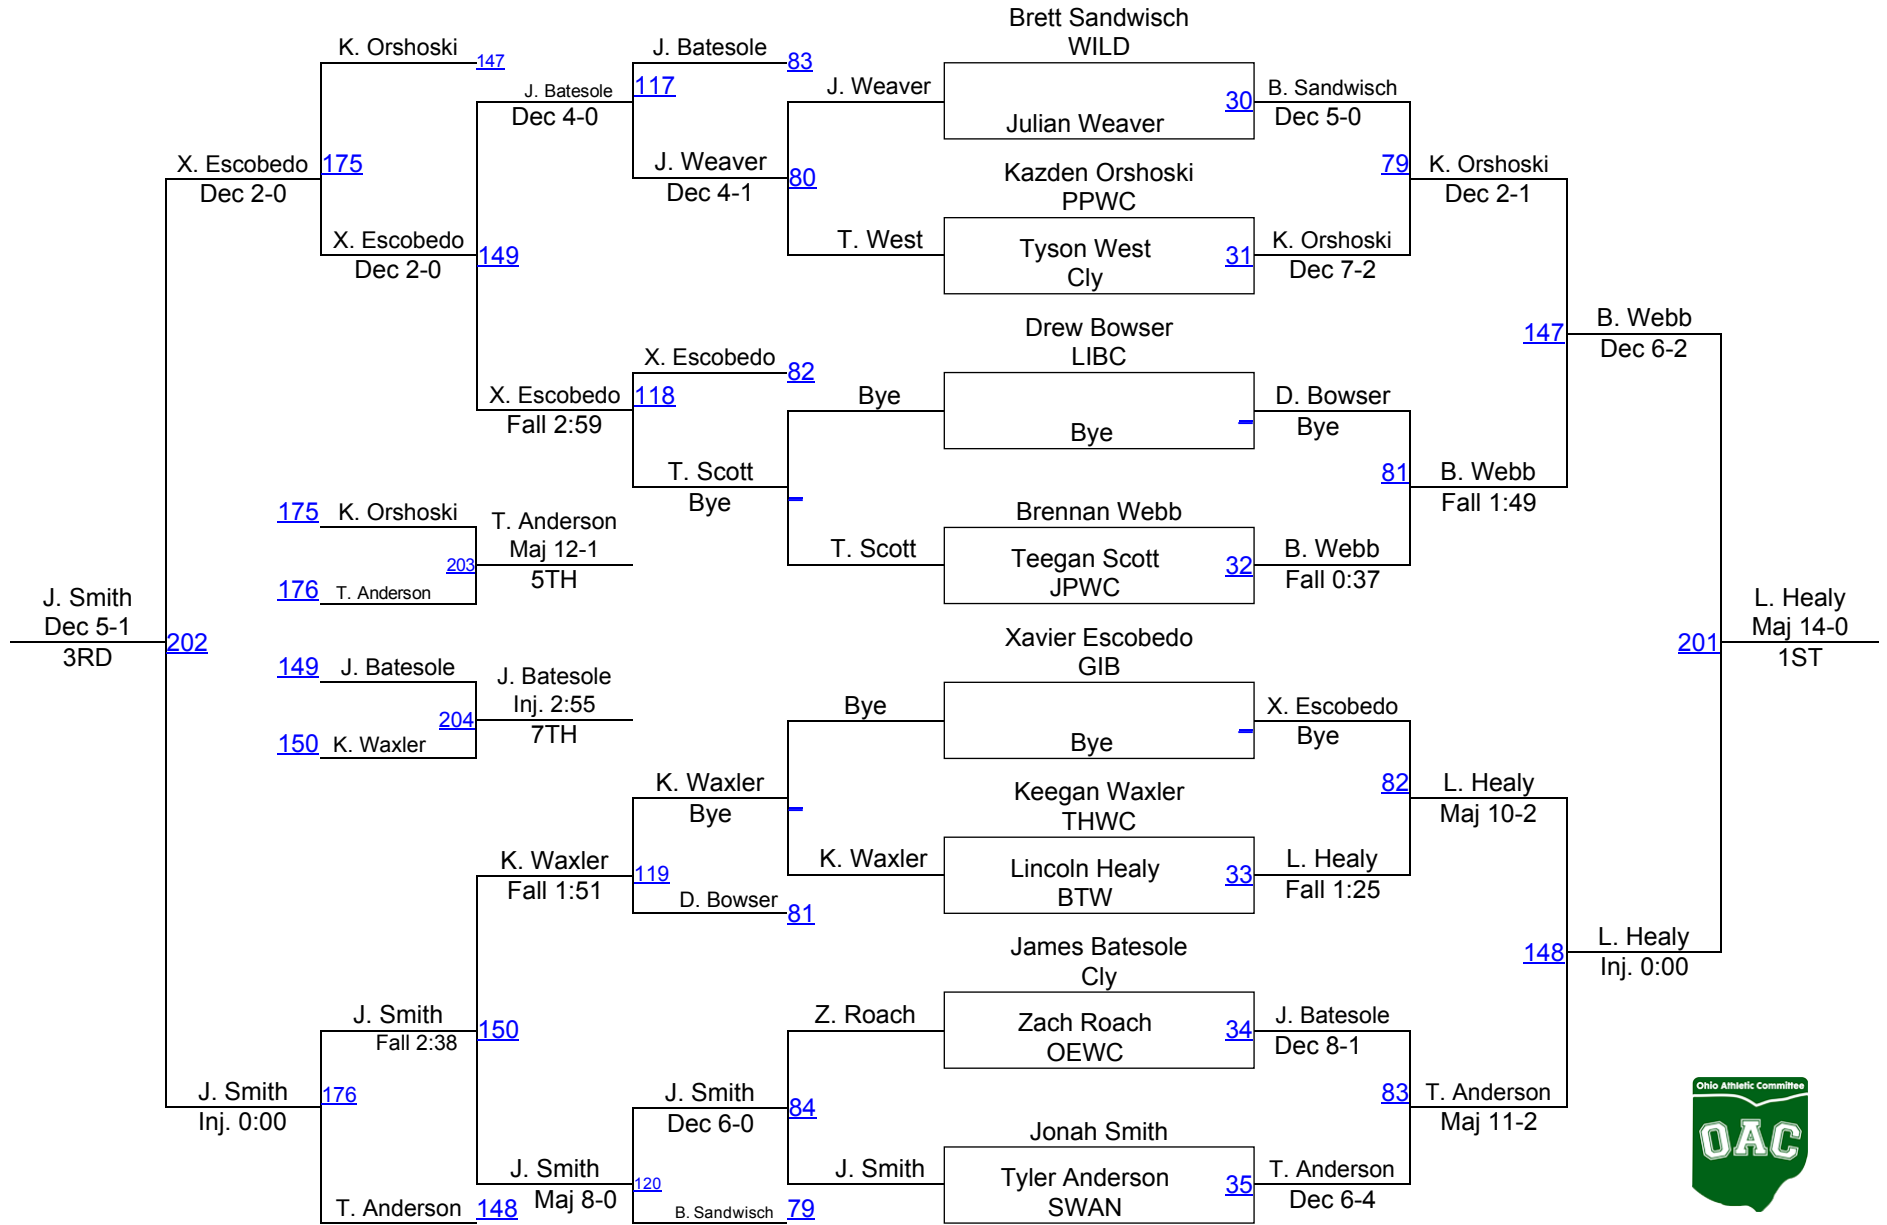 Brett Sandwisch
WILD
K. Orshoski
147
J. Batesole
83
J. Batesole
Dec 4-0
117
J. Weaver
30
B. Sandwisch
Dec 5-0
Julian Weaver
X. Escobedo
Dec 2-0
175
J. Weaver
Dec 4-1
80
Kazden Orshoski
PPWC
79
K. Orshoski
Dec 2-1
X. Escobedo
Dec 2-0
149
T. West
Tyson West
Cly
31
K. Orshoski
Dec 7-2
Drew Bowser
LIBC
147
B. Webb
Dec 6-2
X. Escobedo
82
X. Escobedo
Fall 2:59
118
Bye
Bye
D. Bowser
Bye
T. Scott
Bye
81
B. Webb
Fall 1:49
175
K. Orshoski
T. Anderson
Maj 12-1
5TH
203
176
T. Anderson
Brennan Webb
T. Scott
Teegan Scott
JPWC
32
B. Webb
Fall 0:37
J. Smith
Dec 5-1
3RD
202
L. Healy
Maj 14-0
1ST
201
Xavier Escobedo
GIB
149
J. Batesole
J. Batesole
Inj. 2:55
7TH
204
150
K. Waxler
Bye
Bye
X. Escobedo
Bye
K. Waxler
Bye
Keegan Waxler
THWC
82
L. Healy
Maj 10-2
K. Waxler
Fall 1:51
119
K. Waxler
Lincoln Healy
BTW
33
L. Healy
Fall 1:25
D. Bowser
81
James Batesole
Cly
148
L. Healy
Inj. 0:00
J. Smith
Fall 2:38
150
Z. Roach
Zach Roach
OEWC
34
J. Batesole
Dec 8-1
J. Smith
Inj. 0:00
176
J. Smith
Dec 6-0
84
83
T. Anderson
Maj 11-2
Jonah Smith
J. Smith
Maj 8-0
120
J. Smith
Tyler Anderson
SWAN
35
T. Anderson
Dec 6-4
T. Anderson
148
B. Sandwisch
79
Ohio Athletic Committee
OAC